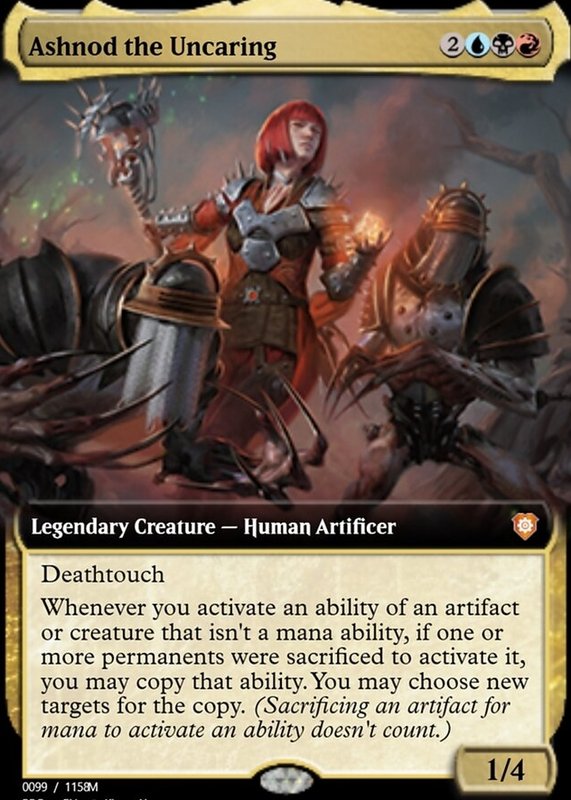 Ashnod the Uncaring
2
Legendary Creature — Human Artificer
Deathtouch
Whenever you activate an ability of an artifact
or creature that isn't a mana ability, if one or
more permanents were sacrificed to activate it,
you may copy that ability. You may choose new
targets for the copy. (Sacrificing an artifact for
mana to activate an ability doesn't count.)
1/4
0099 / 1158M